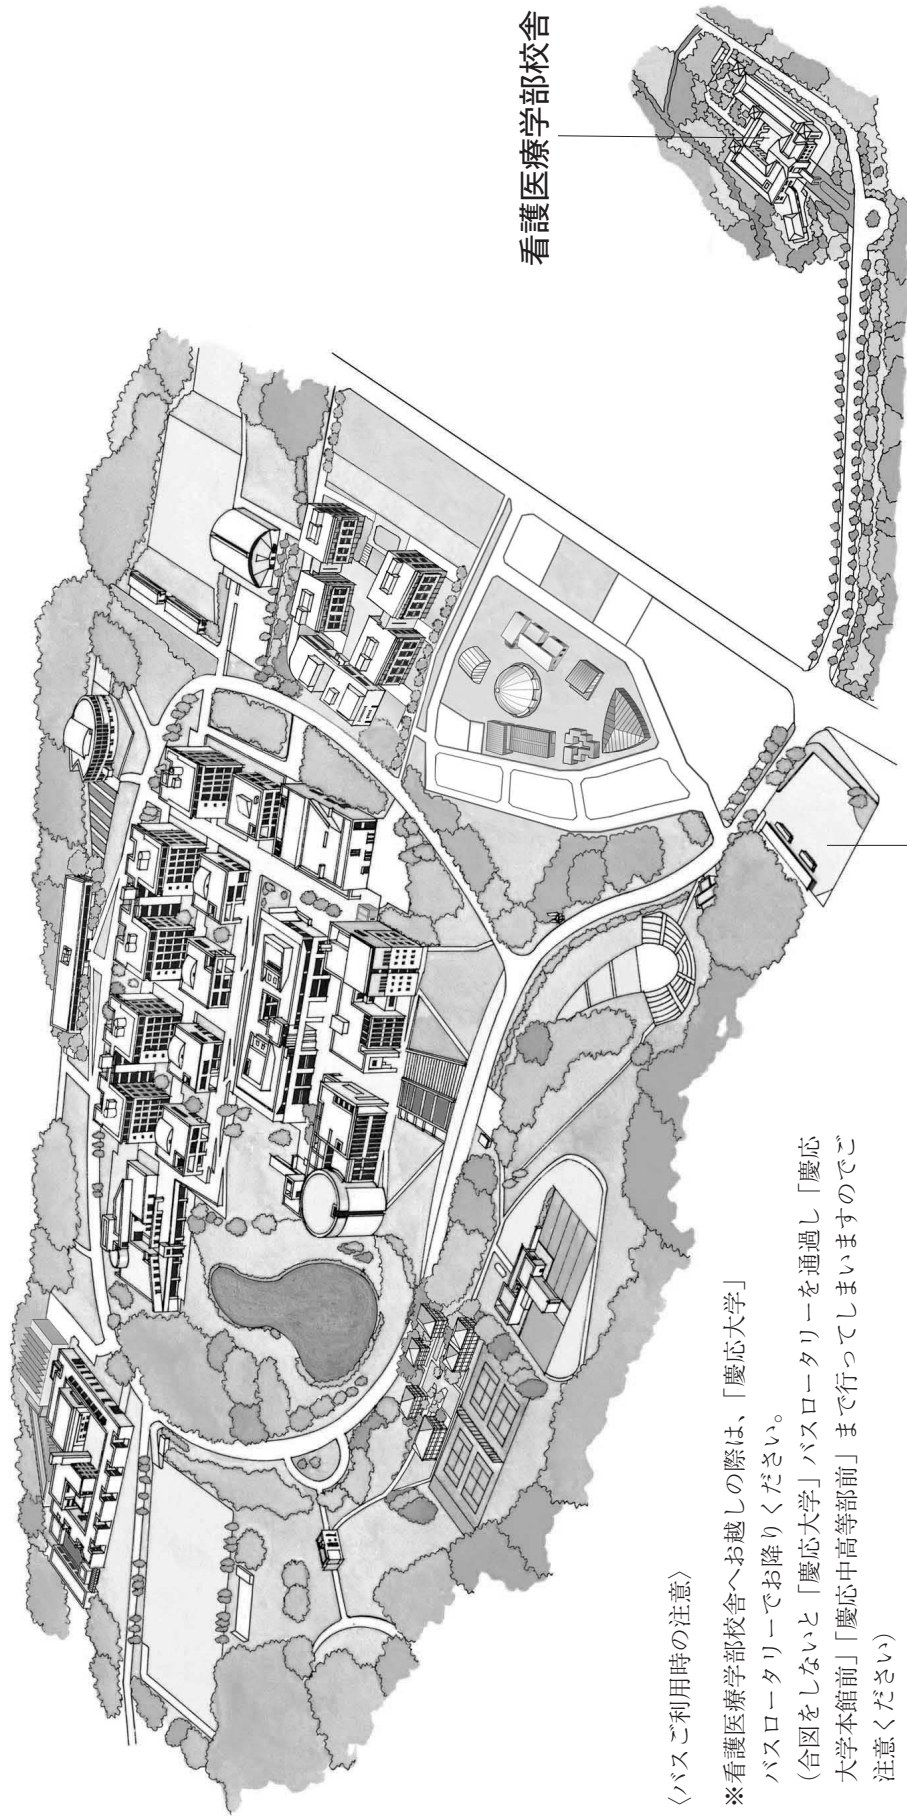 看護医療学部校舎
〈バスご利用時の注意〉
※看護医療学部校舎へお越しの際は、「慶応大学」
バスロータリーでお降りください。
(合図をしないと「慶応大学」バスロータリーを通過し「慶応
大学本館前」「慶応中高等部前」まで行ってしまいますのでご
注意ください)